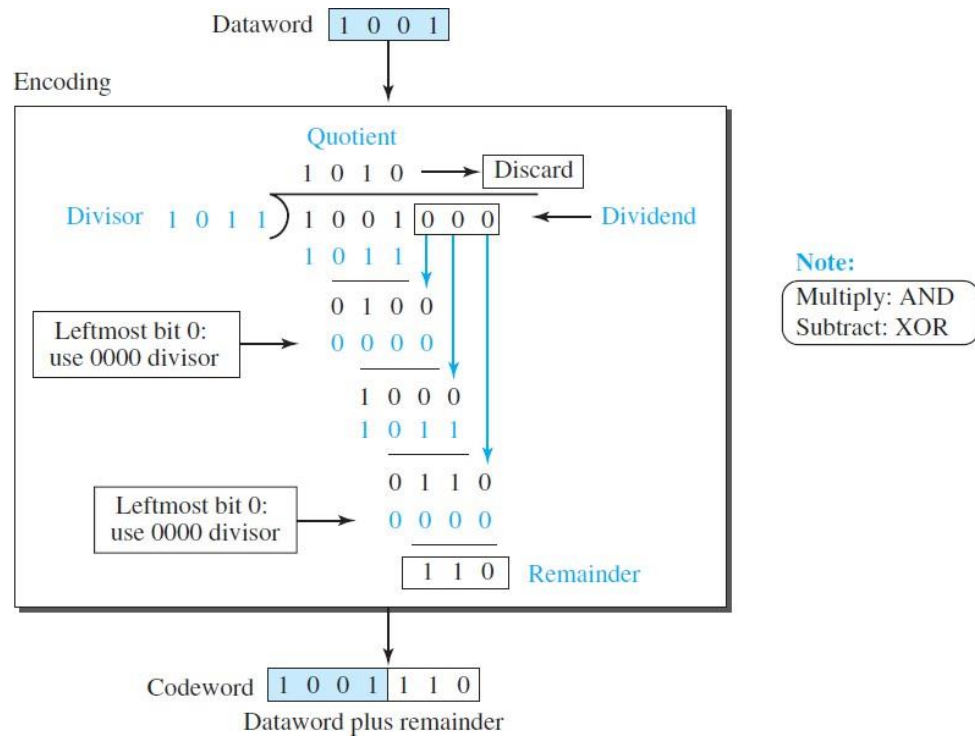 Dataword 1 0 0 1
Encoding
Quotient
1 0 1 0 Discard
Divisor 1 0 1 1 1 0 0 1 0 0 0 Dividend
1 0 1 1
Note:
Multiply: AND
Subtract: XOR
0 1 0 0
Leftmost bit 0:
use 0000 divisor
0 0 0 0
1 0 0 0
1 0 1 1
0 1 1 0
Leftmost bit 0:
use 0000 divisor
0 0 0 0
1 1 0 Remainder
Codeword 1 0 0 1 1 1 0
Dataword plus remainder